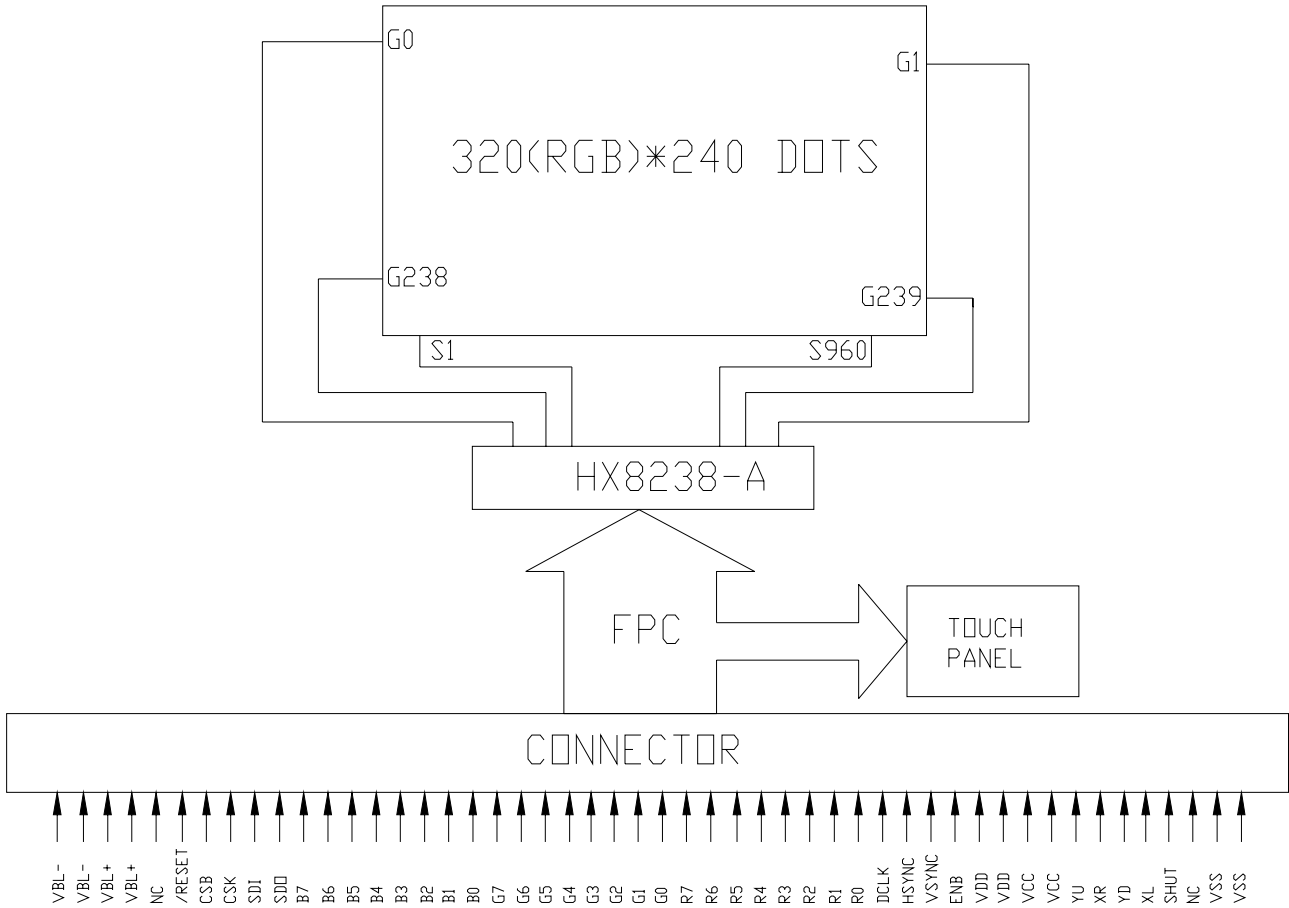 G0
G1
320(RGB)*240 DOTS
G238
G239
S1
S960
HX8238-A
FPC
TOUCH
PANEL
CONNECTOR
VBL-
VBL-
VBL+
VBL+
NC
/RESET
CSB
CSK
SDI
SDO
B7
B6
B5
B4
B3
B2
B1
B0
G7
G6
G5
G4
G3
G2
G1
G0
R7
R6
R5
R4
R3
R2
R1
R0
DCLK
HSYNC
VSYNC
ENB
VDD
VDD
VCC
VCC
YU
XR
YD
XL
SHUT
NC
VSS
VSS